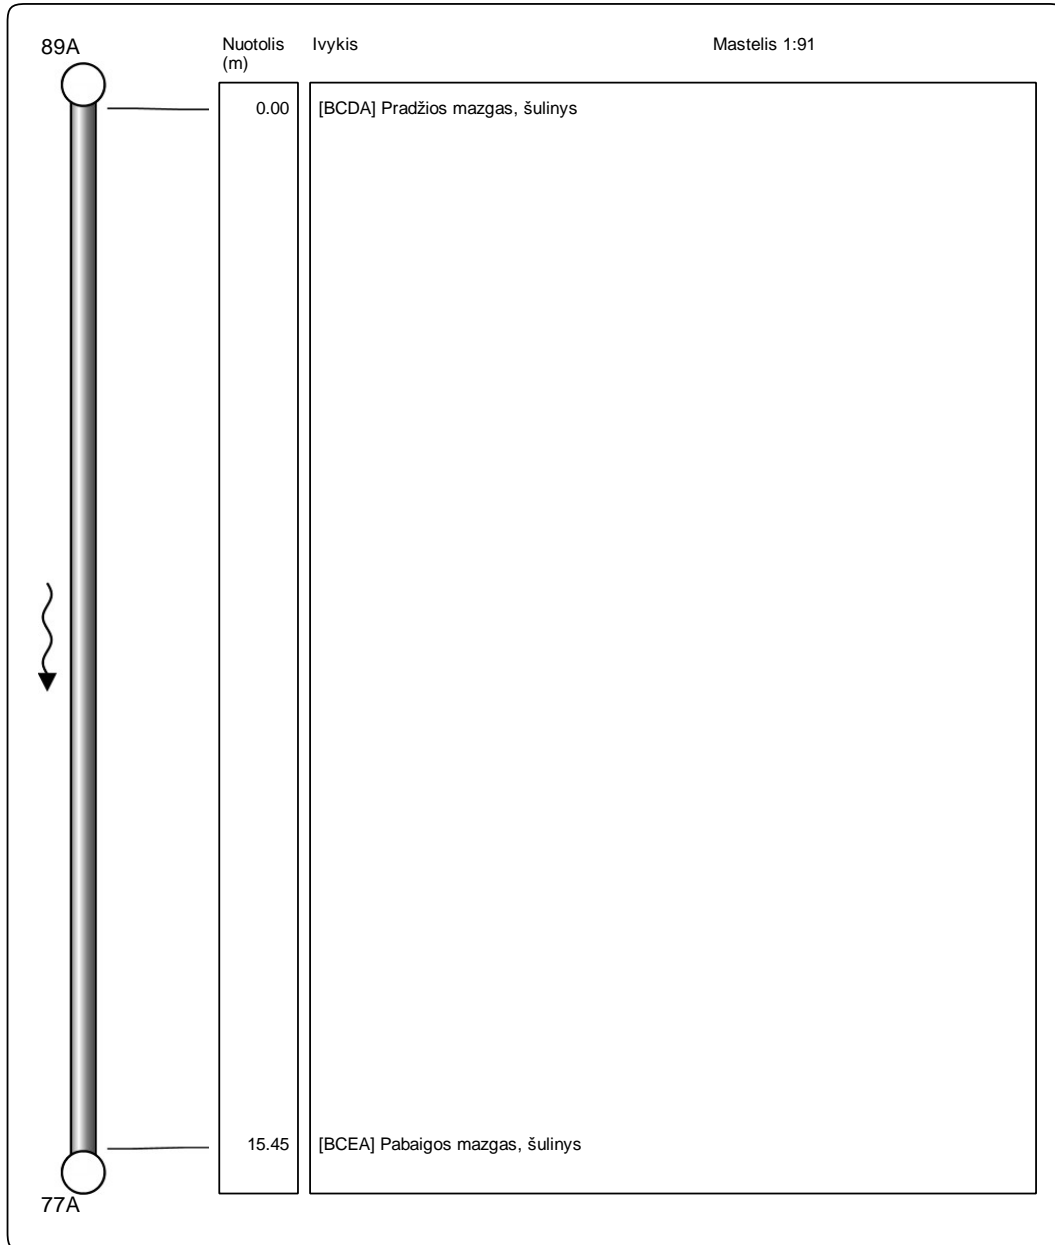 89A
Nuotolis Ivykis Mastelis 1:91
(m)
0.00 [BCDA] Pradžios mazgas, šulinys
15.45 [BCEA] Pabaigos mazgas, šulinys
77A